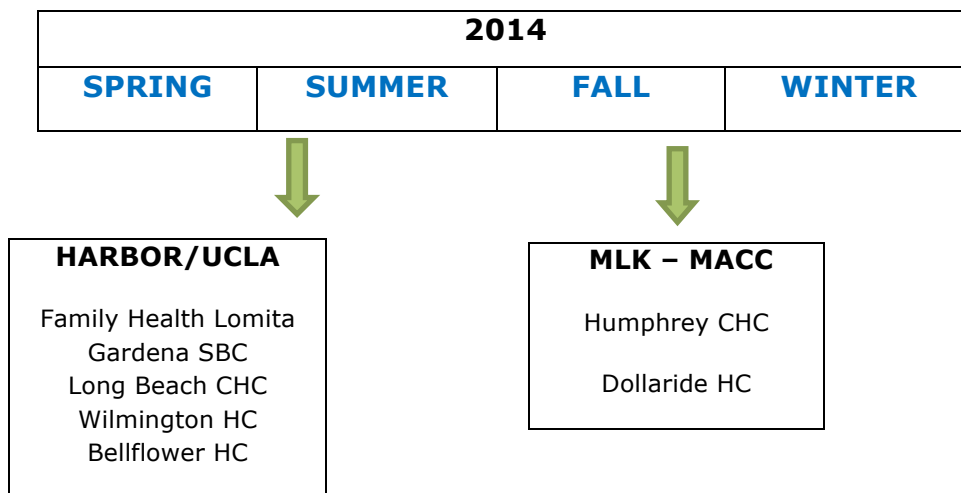 2014
SPRING SUMMER FALL WINTER
HARBOR/UCLA
Family Health Lomita
Gardena SBC
Long Beach CHC
Wilmington HC
Bellflower HC
MLK – MACC
Humphrey CHC
Dollaride HC